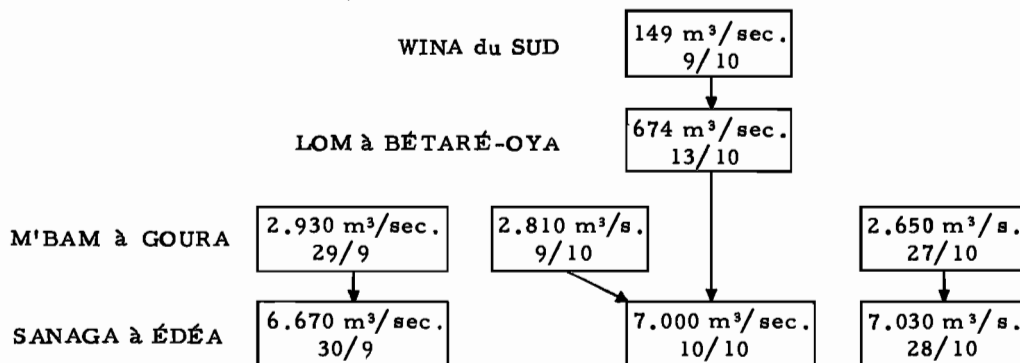 WINA du SUD
149 m³/sec.
9/10
LOM à BÉTARÉ-OYA
674 m³/sec.
13/10
M'BAM à GOURA
2.930 m³/sec.
29/9
2.810 m³/s.
9/10
2.650 m³/s.
27/10
SANAGA à ÉDÉA
6.670 m³/sec.
30/9
7.000 m³/sec.
10/10
7.030 m³/s.
28/10